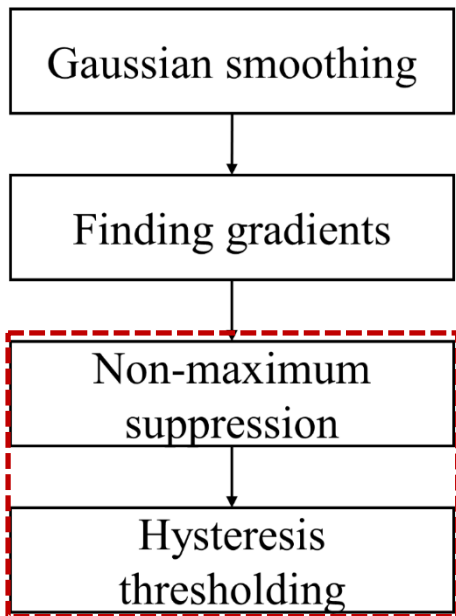 Gaussian smoothing
Finding gradients
Non-maximum
suppression
Hysteresis
thresholding